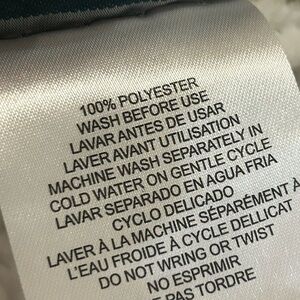 100% POLYESTER
WASH BEFORE USE
LAVAR ANTES DE USAR
LAVER AVANT UTILISATION
MACHINE WASH SEPARATELY IN
COLD WATER ON GENTLE CYCLE
LAVAR SEPARADO EN AGUA FRIA
CYCLO DELICADO
LAVER À LA MACHINE SÉPARÉMENT À
L'EAU FROIDE À CYCLE DELLICAT
DO NOT WRING OR TWIST
NO ESPRIMIR
PAS TORDRE